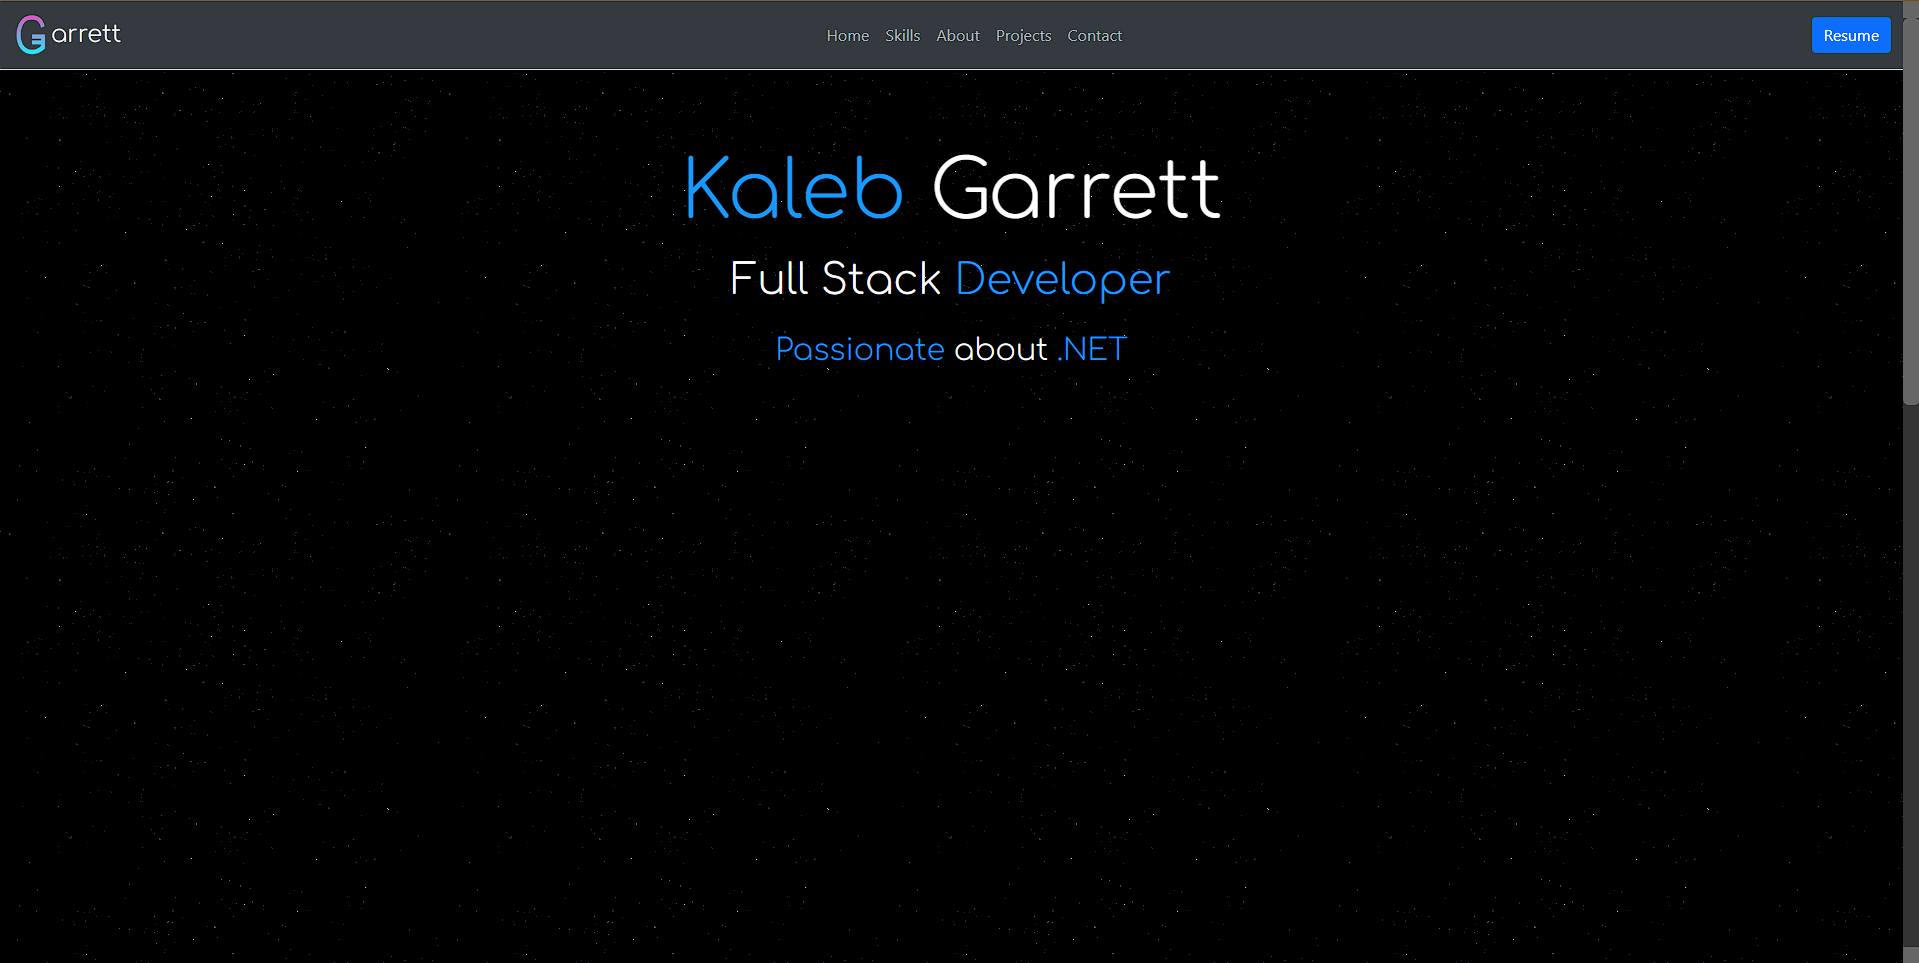 Garrett
Home Skills About Projects Contact
Resume
Kaleb Garrett
Full Stack Developer
Passionate about .NET